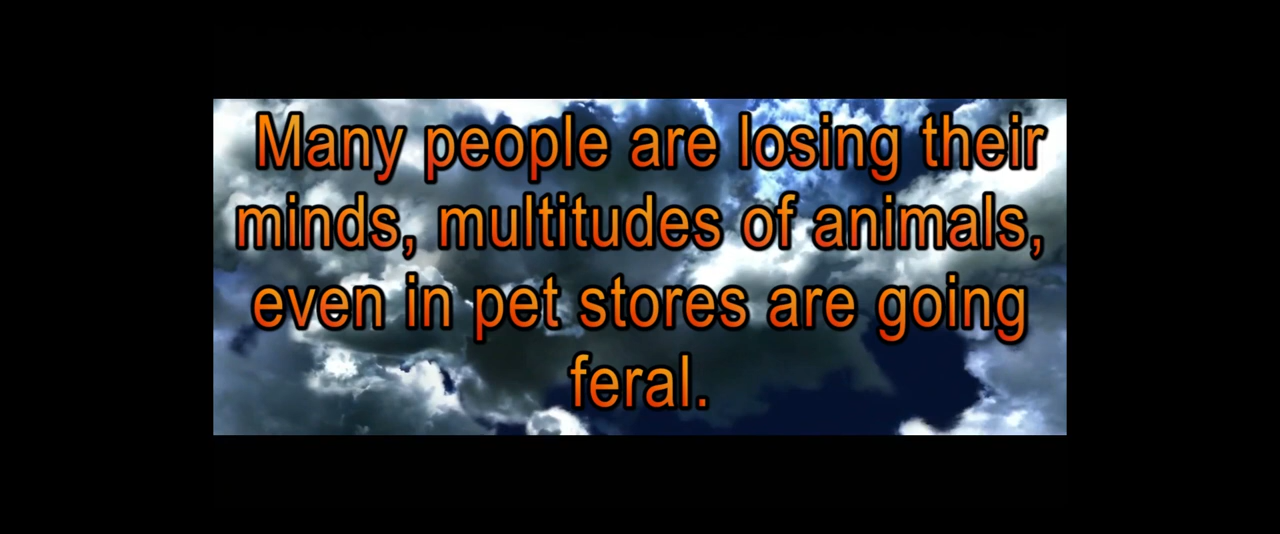 Many people are losing their
minds, multitudes of animals,
even in pet stores are going
feral.